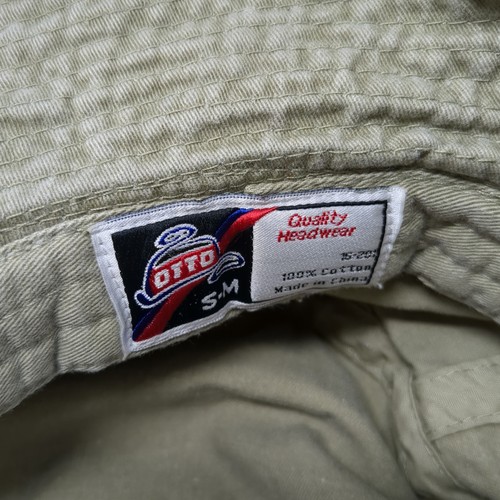 OTTO
S-M
Quality
Headwear
100% Cotton
Made in China